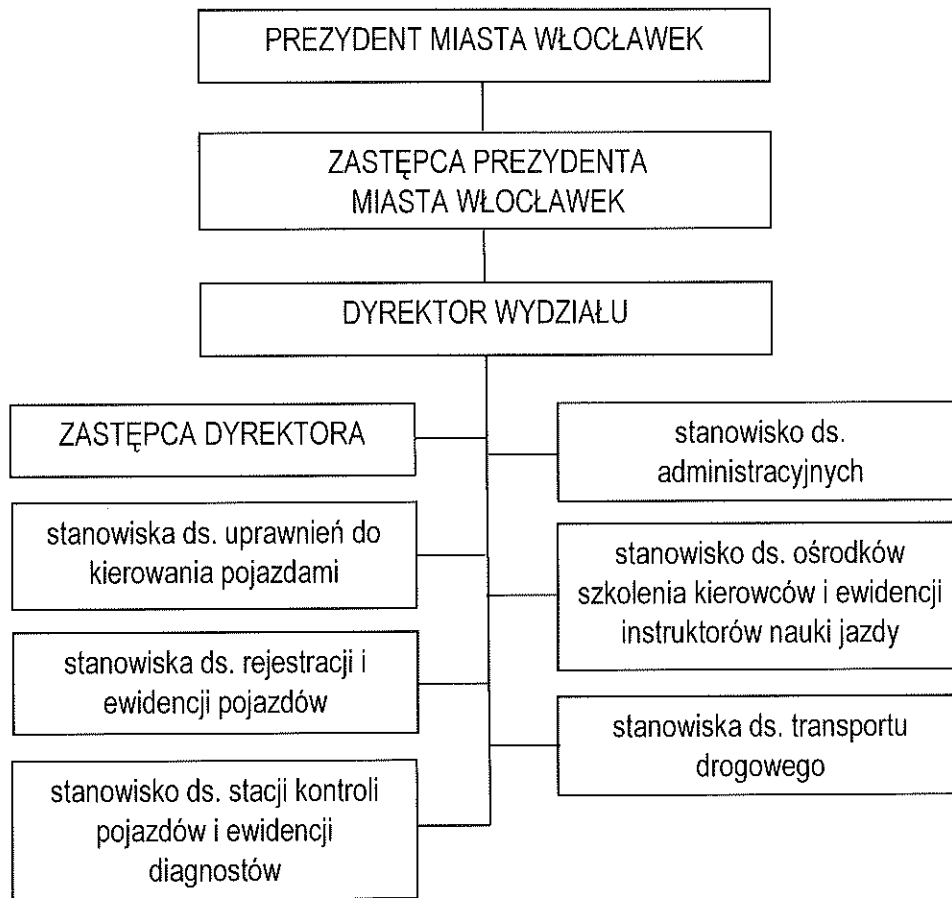 PREZYDENT MIASTA WŁOCŁAWEK
ZASTĘPCA PREZYDENTA
MIASTA WŁOCŁAWEK
DYREKTOR WYDZIAŁU
ZASTĘPCA DYREKTORA
stanowisko ds.
administracyjnych
stanowiska ds. uprawnień do
kierowania pojazdami
stanowisko ds. ośrodków
szkolenia kierowców i ewidencji
instruktorów nauki jazdy
stanowiska ds. rejestracji i
ewidencji pojazdów
stanowiska ds. transportu
drogowego
stanowisko ds. stacji kontroli
pojazdów i ewidencji
diagnostów